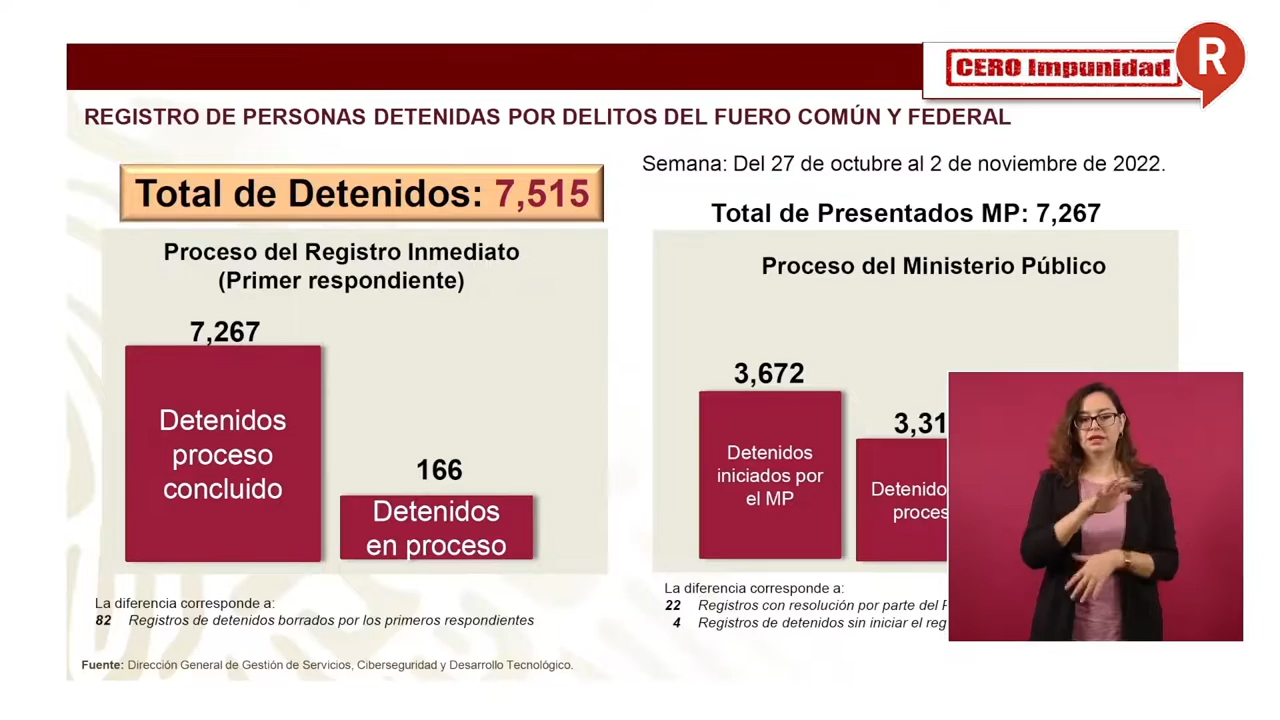 CERO Impunidad
R
REGISTRO DE PERSONAS DETENIDAS POR DELITOS DEL FUERO COMÚN Y FEDERAL
Semana: Del 27 de octubre al 2 de noviembre de 2022.
Total de Detenidos: 7,515
Proceso del Registro Inmediato
(Primer respondiente)
7,267
Detenidos
proceso
concluido
166
Detenidos
en proceso
La diferencia corresponde a:
82 Registros de detenidos borrados por los primeros respondientes
Total de Presentados MP: 7,267
Proceso del Ministerio Público
3,672
Detenidos
iniciados por
el MP
3,31
La diferencia corresponde a:
22 Registros con resolución por parte del
4 Registros de detenidos sin iniciar el
Fuente: Dirección General de Gestión de Servicios, Ciberseguridad y Desarrollo Tecnológico.